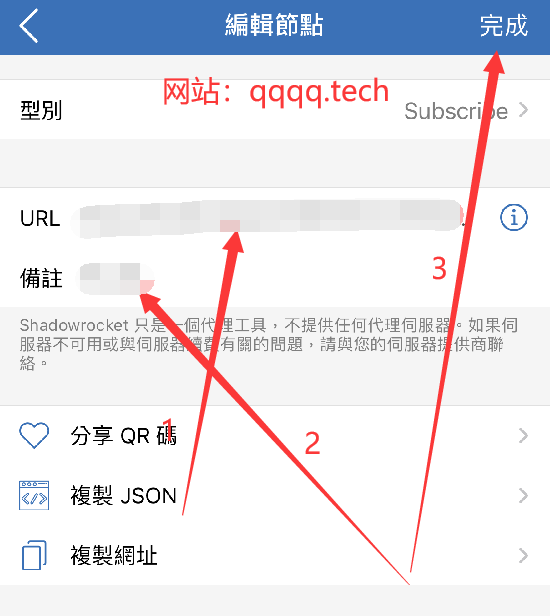 編輯節點
完成
网站：qqqq.tech
型別
Subscribe
URL
3
備註
Shadowrocket 只是一個代理工具，不提供任何代理伺服器。如果伺
服器不可用或與伺服器續費有關的問題，請與您的伺服器提供商聯
絡。
分享 QR 碼
1
2
複製 JSON
複製網址